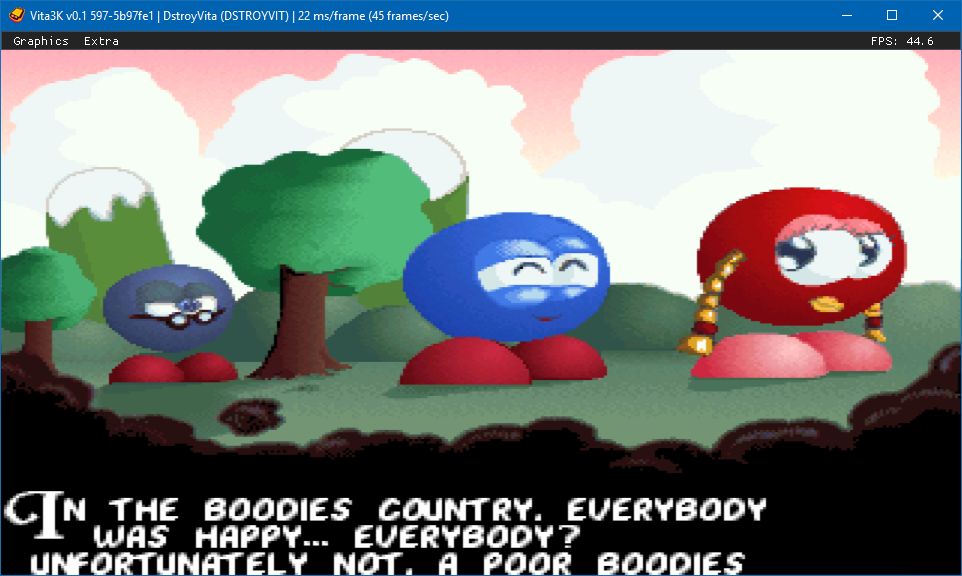 Vita3K v0.1 597-5b97fe1 | DstroyVita (DSTROYVIT) | 22 ms/frame (45 frames/sec)
Graphics Extra FPS: 44.6
IN THE BOODIES COUNTRY. EVERYBODY
WAS HAPPY... EVERYBODY?
UNFORTUNATELY NOT. A POOR BOODIES